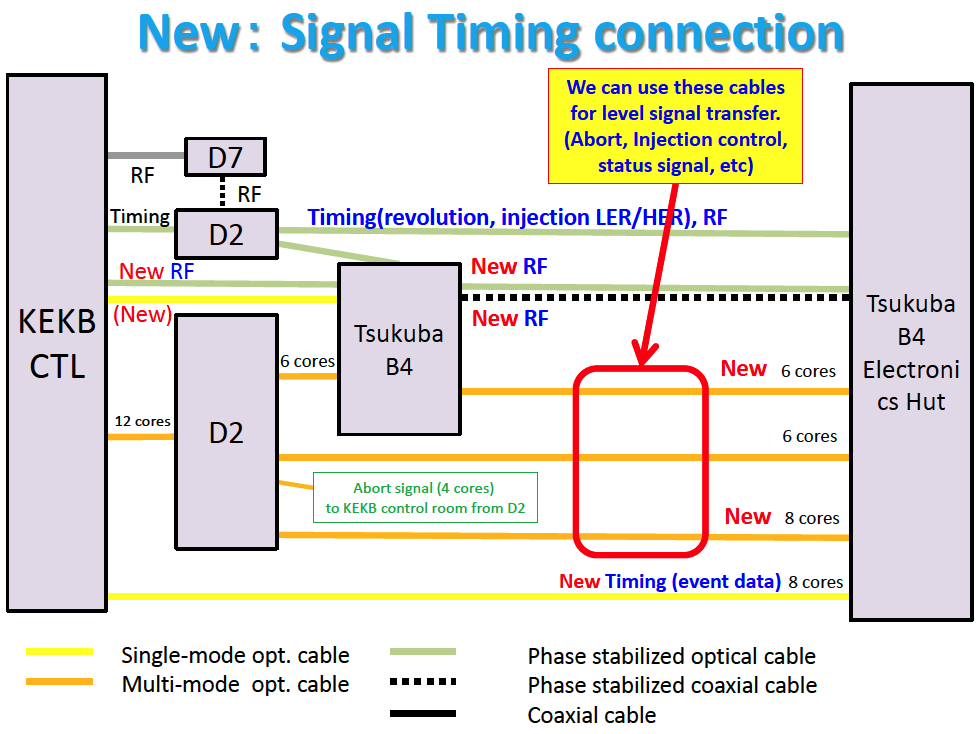 New: Signal Timing connection
We can use these cables
for level signal transfer.
(Abort, Injection control,
status signal, etc)
D7
RF
RF
Timing
D2
Timing(revolution, injection LER/HER), RF
New RF
New RF
(New)
New RF
KEKB
CTL
Tsukuba
B4
Tsukuba
B4
Electroni
cs Hut
6 cores
New 6 cores
12 cores
D2
6 cores
Abort signal (4 cores)
to KEKB control room from D2
New 8 cores
New Timing (event data) 8 cores
Single-mode opt. cable
Multi-mode opt. cable
Phase stabilized optical cable
Phase stabilized coaxial cable
Coaxial cable